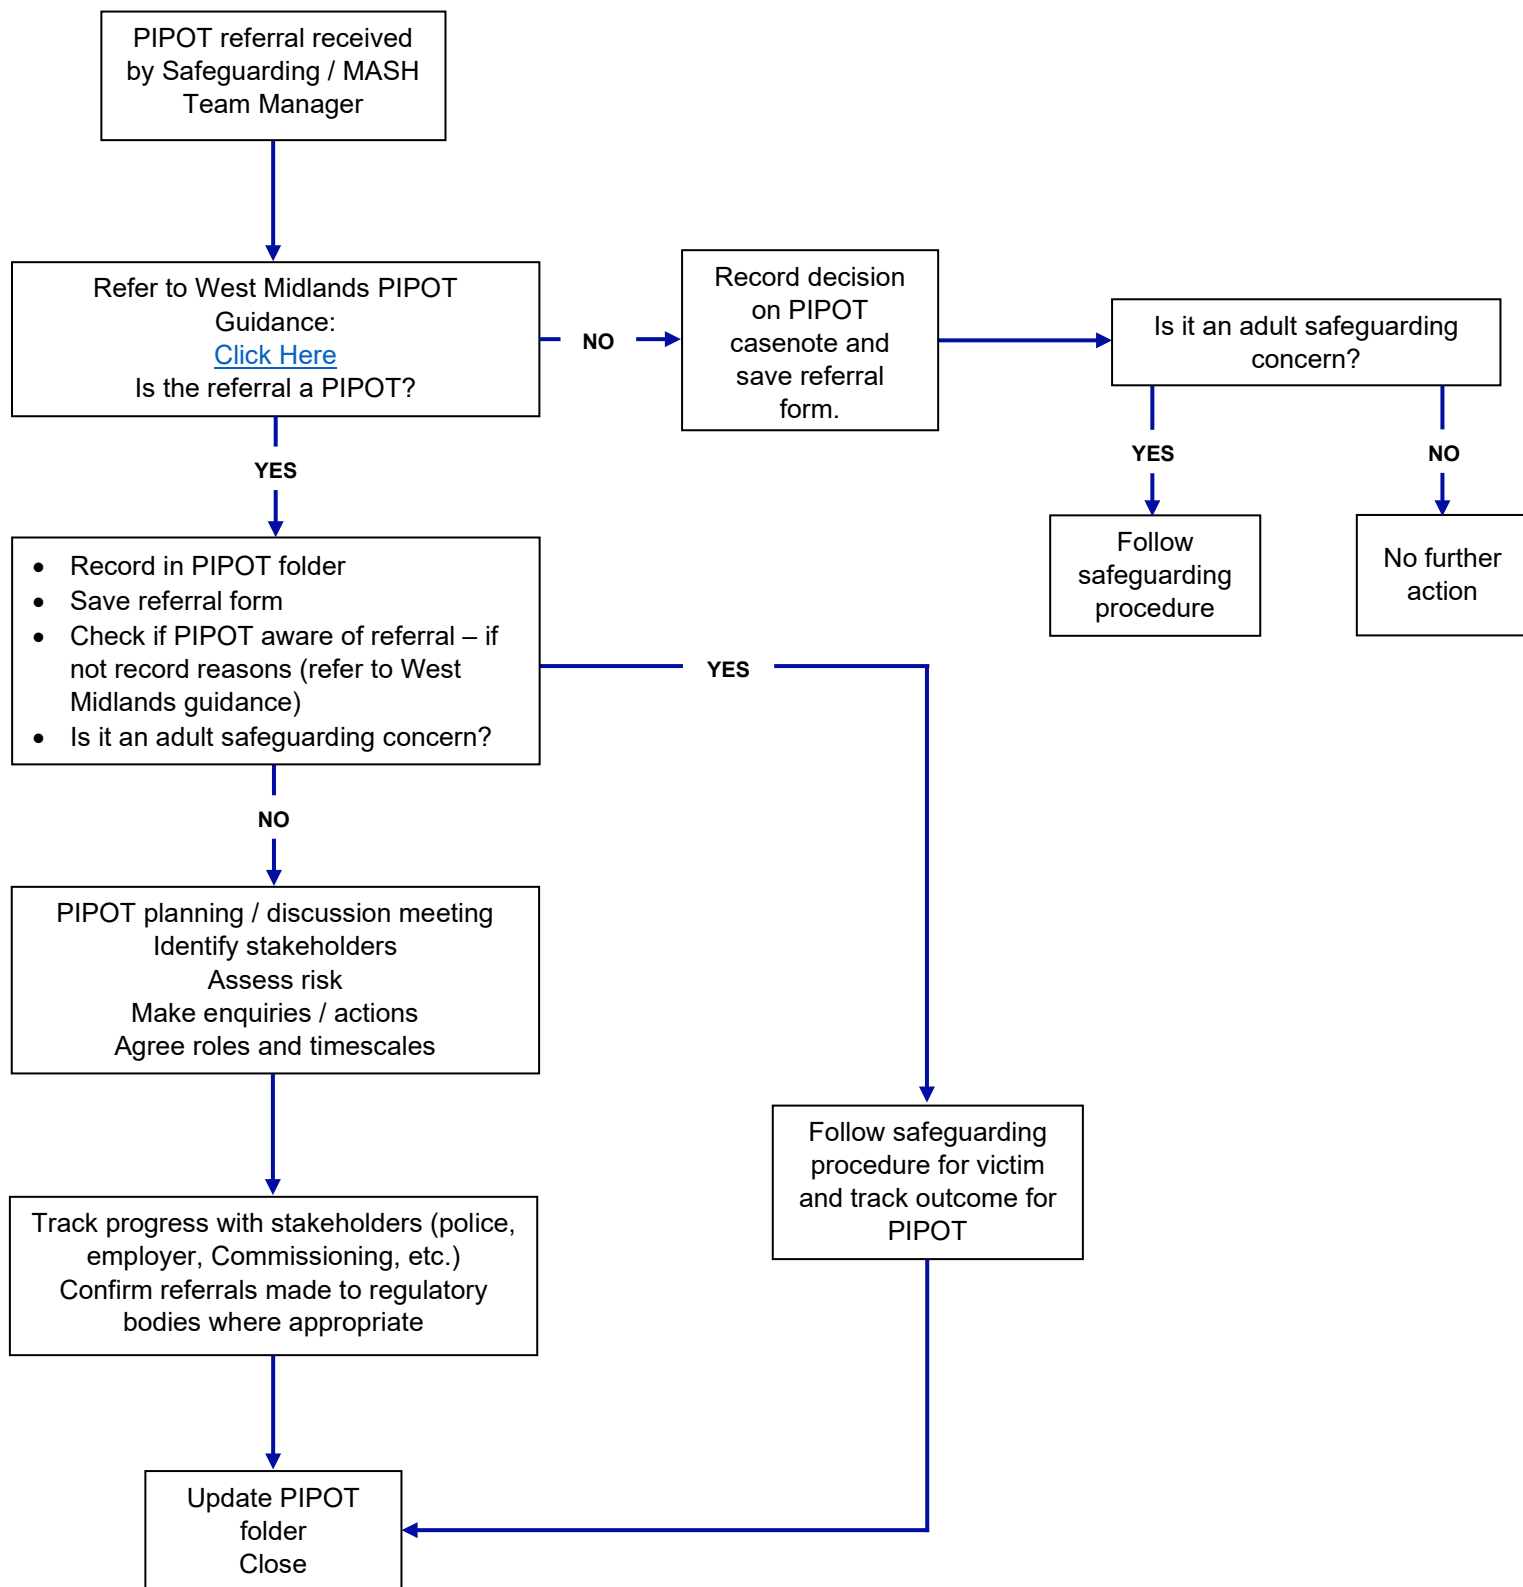 PIPOT referral received
by Safeguarding / MASH
Team Manager
Refer to West Midlands PIPOT
Guidance:
Click Here
Is the referral a PIPOT?
NO
Record decision
on PIPOT
casenote and
save referral
form.
Is it an adult safeguarding
concern?
YES
NO
Follow
safeguarding
procedure
No further
action
YES
• Record in PIPOT folder
• Save referral form
• Check if PIPOT aware of referral – if
not record reasons (refer to West
Midlands guidance)
• Is it an adult safeguarding concern?
YES
NO
PIPOT planning / discussion meeting
Identify stakeholders
Assess risk
Make enquiries / actions
Agree roles and timescales
Follow safeguarding
procedure for victim
and track outcome for
PIPOT
Track progress with stakeholders (police,
employer, Commissioning, etc.)
Confirm referrals made to regulatory
bodies where appropriate
Update PIPOT
folder
Close